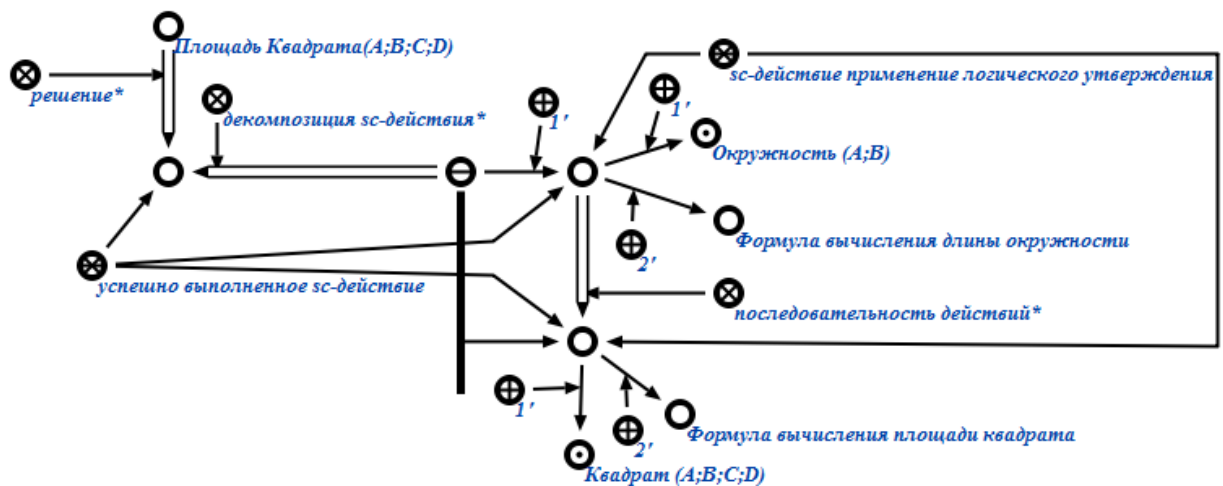 Площадь Квадрата(A;B;C;D)
sc-действие применение логического утверждения
решение*
декомпозиция sc-действия*
1'
1'
Окружность (A;B)
Формула вычисления длины окружности
2'
успешно выполненное sc-действие
последовательность действий*
1'
2'
Формула вычисления площади квадрата
Квадрат (A;B;C;D)